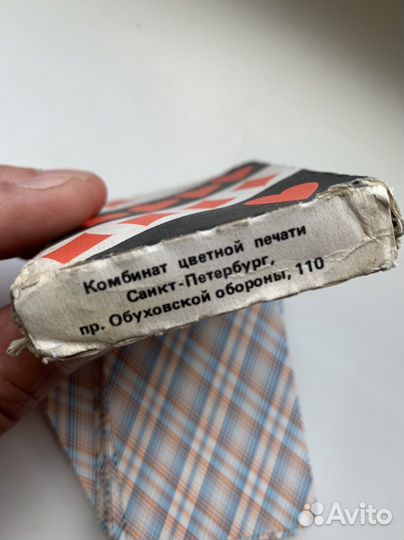 Комбинат цветной печати
Санкт-Петербург,
пр. Обуховской обороны, 110
Avito